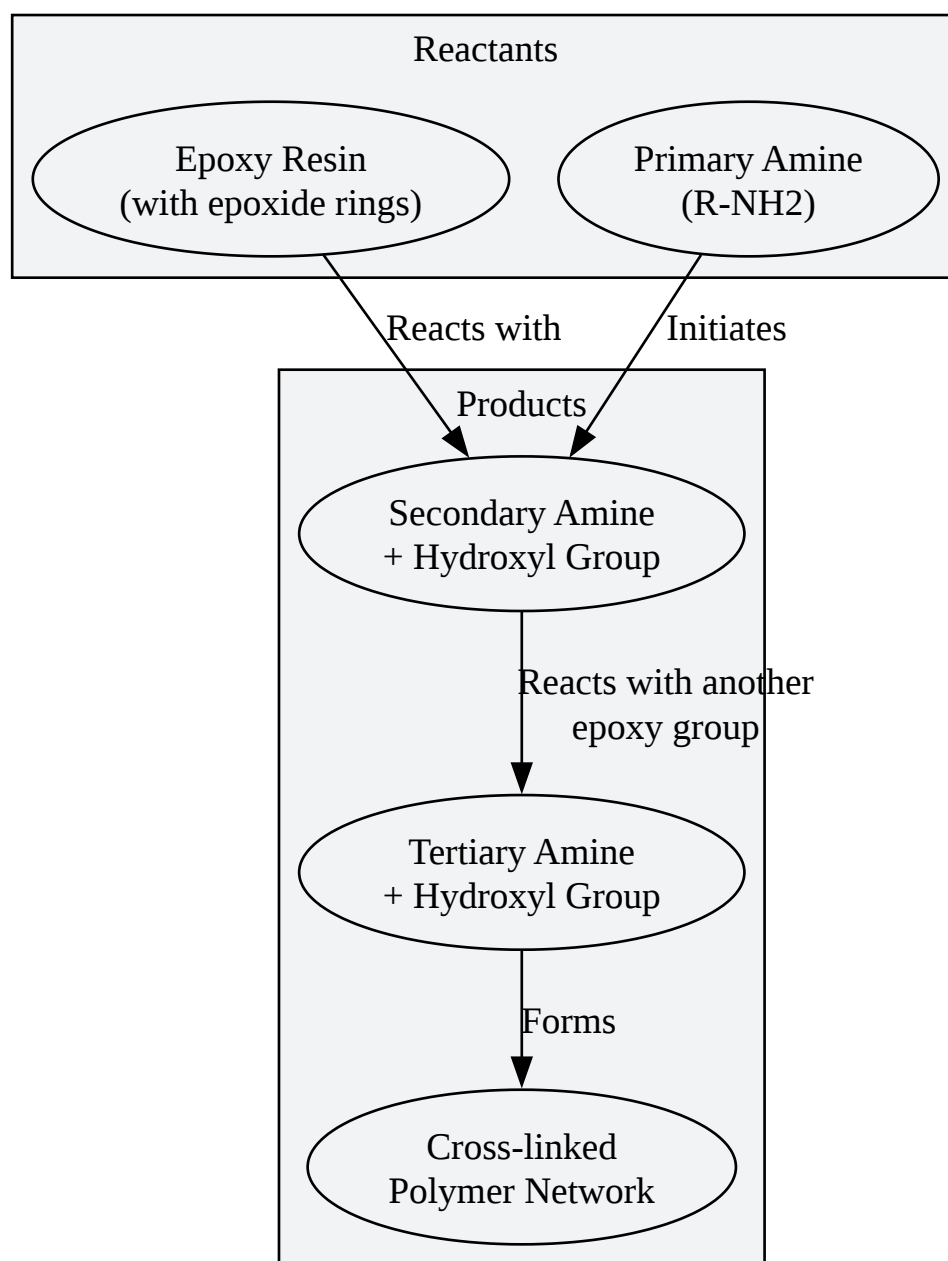 Reactants
Epoxy Resin
(with epoxide rings)
Primary Amine
(R-NH2)
Reacts with
Initiates
Products
Secondary Amine
+ Hydroxyl Group
Reacts with another
epoxy group
Tertiary Amine
+ Hydroxyl Group
Forms
Cross-linked
Polymer Network